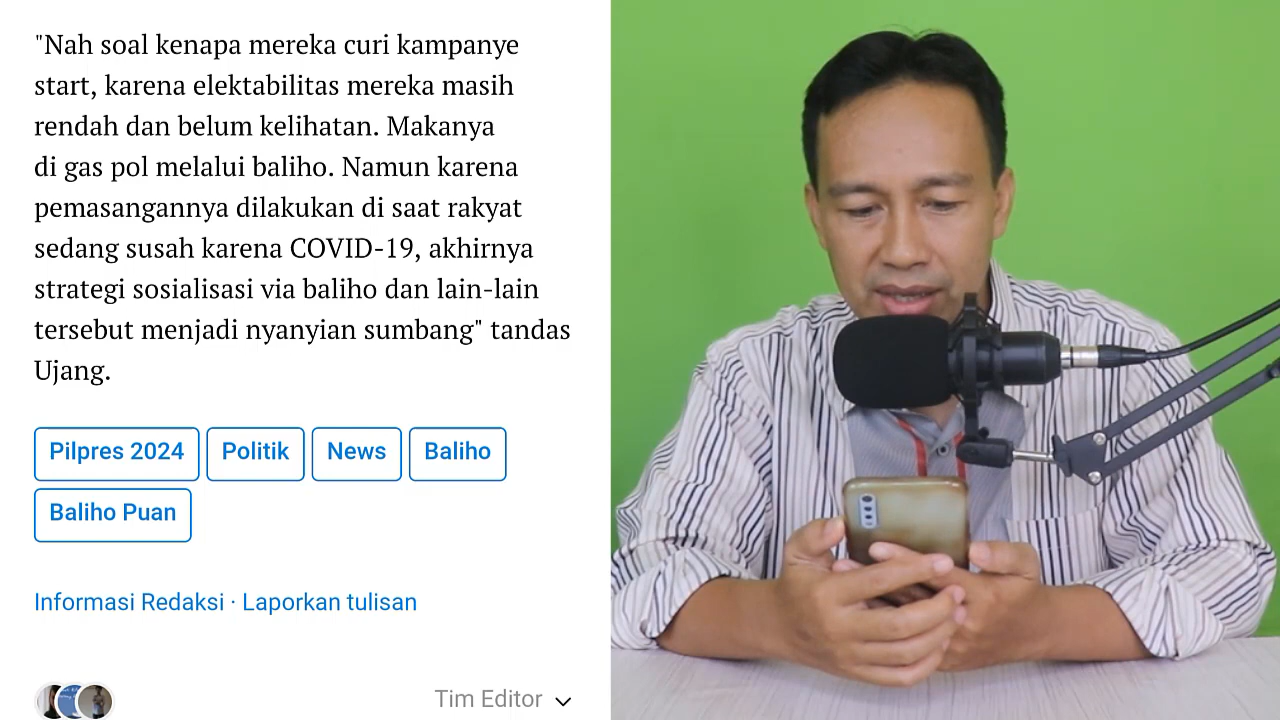 "Nah soal kenapa mereka curi kampanye
start, karena elektabilitas mereka masih
rendah dan belum kelihatan. Makanya
di gas pol melalui baliho. Namun karena
pemasangannya dilakukan di saat rakyat
sedang susah karena COVID-19, akhirnya
strategi sosialisasi via baliho dan lain-lain
tersebut menjadi nyanyian sumbang" tandas
Ujang.
Pilpres 2024 Politik News Baliho
Baliho Puan
Informasi Redaksi · Laporkan tulisan
Tim Editor